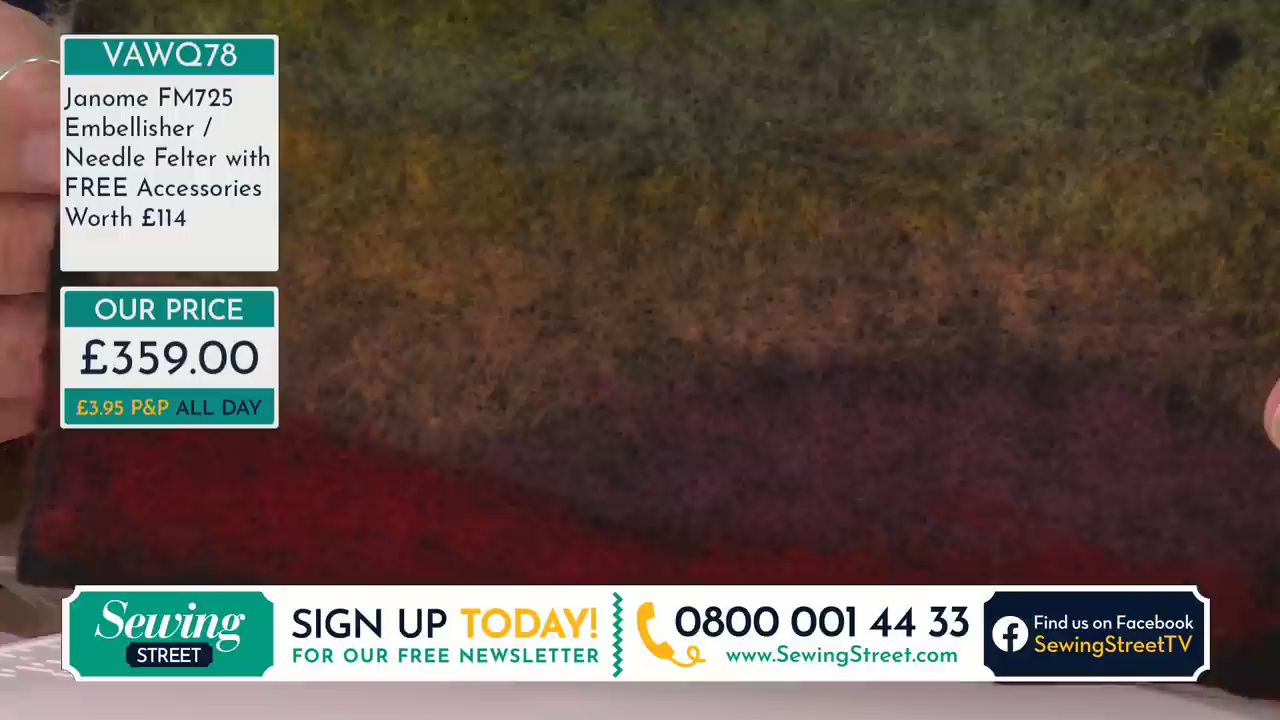 VAWQ78
Janome FM725
Embellisher /
Needle Felter with
FREE Accessories
Worth £114
OUR PRICE
£359.00
£3.95 P&P ALL DAY
Sewing
STREET
SIGN UP TODAY!
FOR OUR FREE NEWSLETTER
0800 001 44 33
www.SewingStreet.com
Find us on Facebook
SewingStreetTV